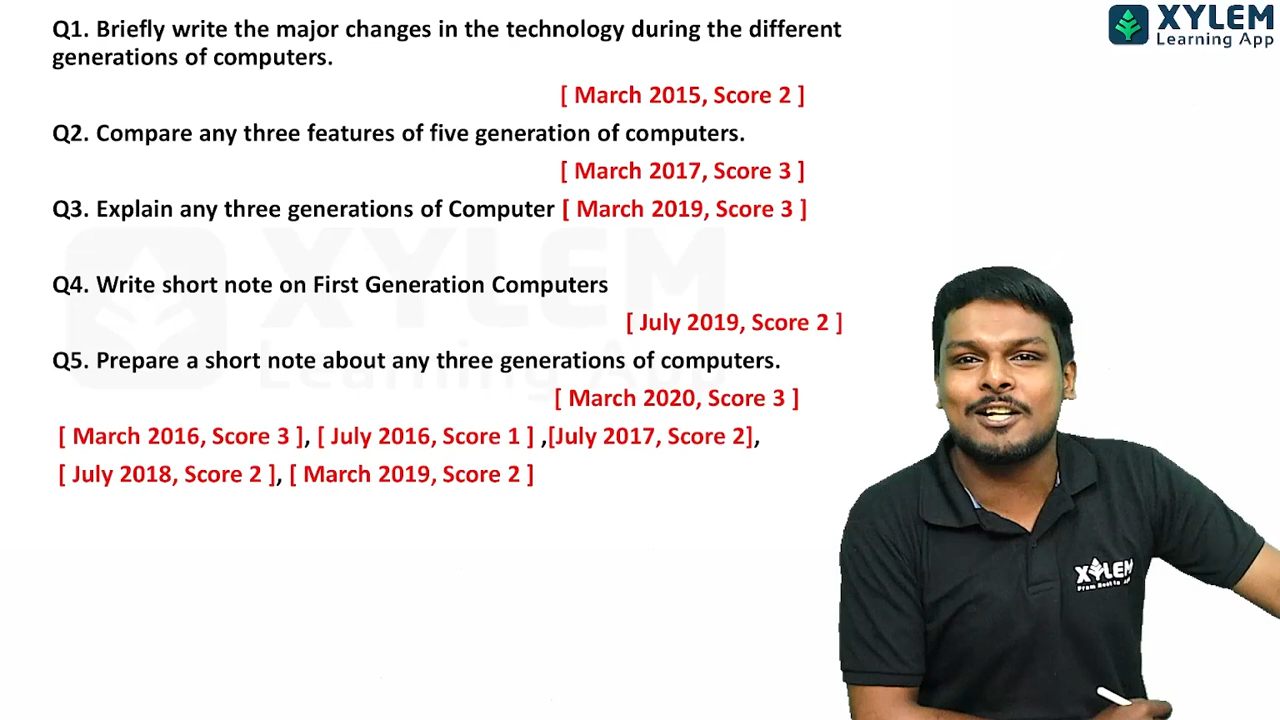 XYLEM
Learning App
Q1. Briefly write the major changes in the technology during the different
generations of computers.
[ March 2015, Score 2 ]
Q2. Compare any three features of five generation of computers.
[ March 2017, Score 3 ]
Q3. Explain any three generations of Computer [ March 2019, Score 3 ]
XYLEM
Learning App
Q4. Write short note on First Generation Computers
[ July 2019, Score 2 ]
Q5. Prepare a short note about any three generations of computers.
[ March 2020, Score 3 ]
[ March 2016, Score 3 ], [ July 2016, Score 1 ] ,[July 2017, Score 2],
[ July 2018, Score 2 ], [ March 2019, Score 2 ]
XYLEM